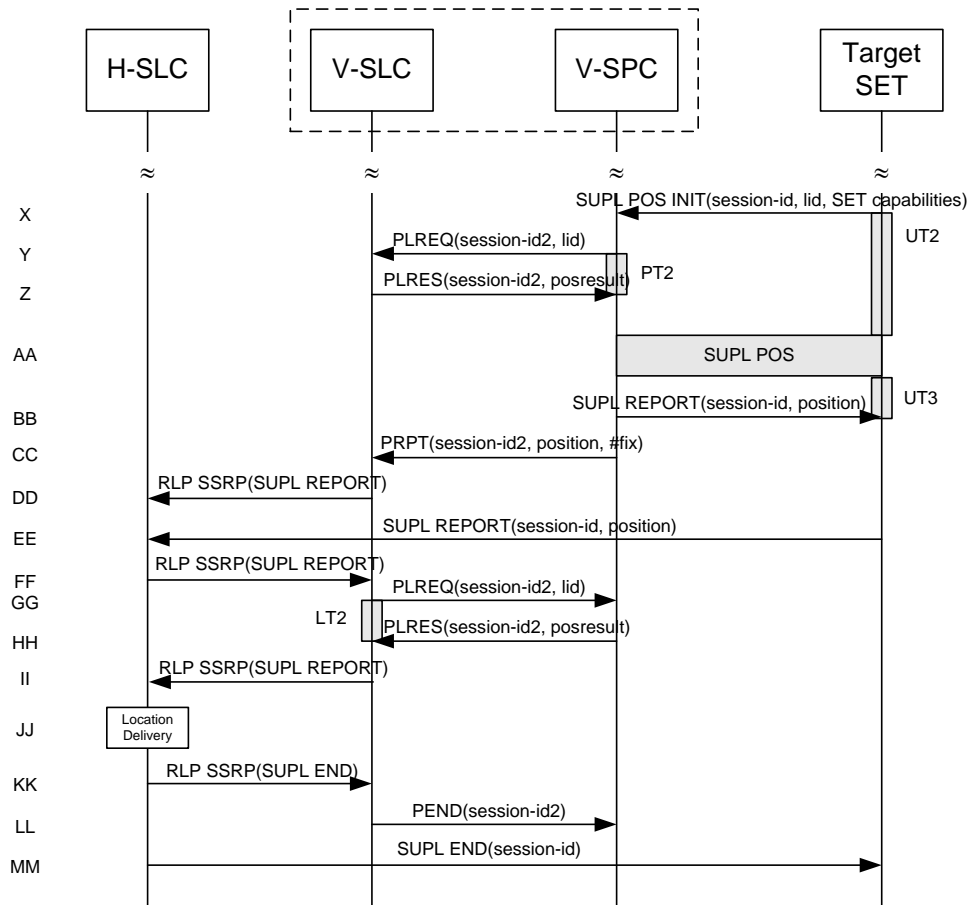 H-SLC
V-SLC
V-SPC
Target
SET
≈ ≈ ≈ ≈
X
SUPL POS INIT(session-id, lid, SET capabilities)
UT2
Y
PLREQ(session-id2, lid)
PT2
Z
PLRES(session-id2, posresult)
AA
SUPL POS
UT3
BB
SUPL REPORT(session-id, position)
CC
PRPT(session-id2, position, #fix)
DD
RLP SSRP(SUPL REPORT)
EE
SUPL REPORT(session-id, position)
FF
RLP SSRP(SUPL REPORT)
GG
PLREQ(session-id2, lid)
LT2
HH
PLRES(session-id2, posresult)
II
RLP SSRP(SUPL REPORT)
JJ
Location
Delivery
KK
RLP SSRP(SUPL END)
LL
PEND(session-id2)
MM
SUPL END(session-id)